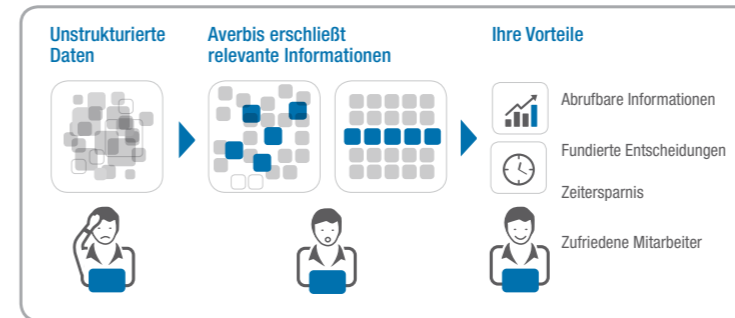 Unstrukturierte
Daten
Averbis erschließt
relevante Informationen
Ihre Vorteile
Abrufbare Informationen
Fundierte Entscheidungen
Zeitersparnis
Zufriedene Mitarbeiter